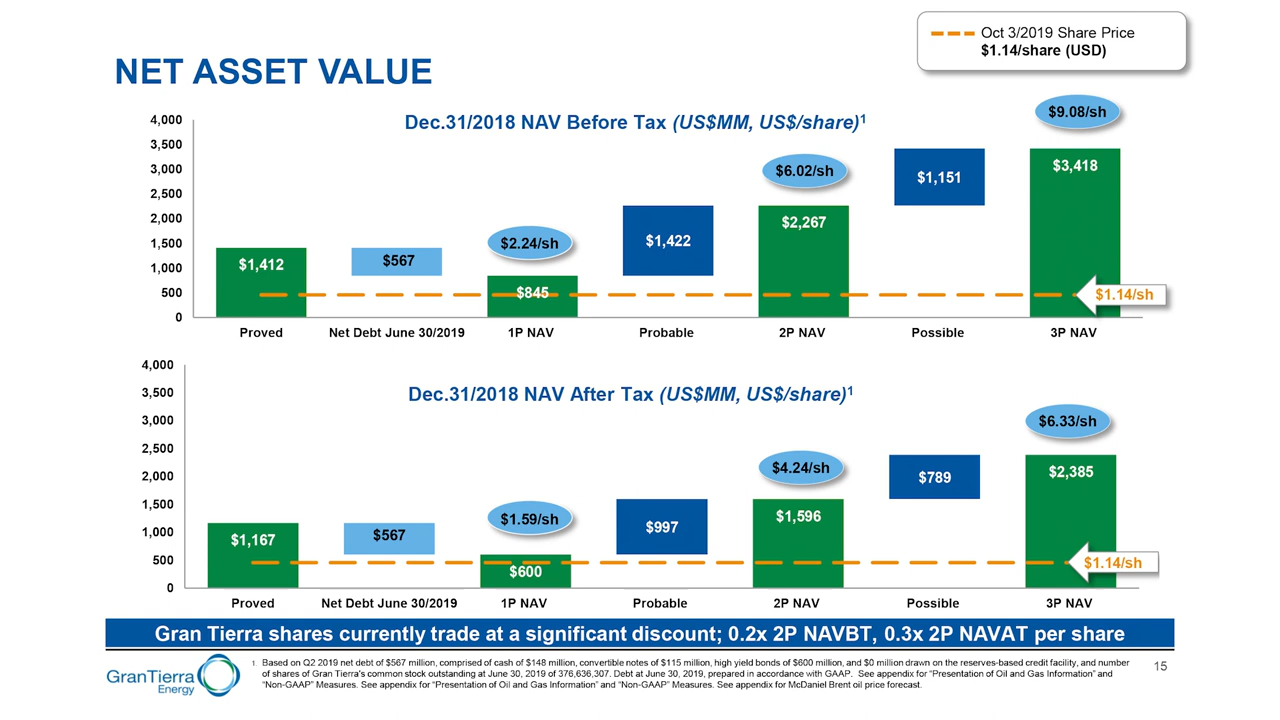 Oct 3/2019 Share Price
$1.14/share (USD)
NET ASSET VALUE
Dec.31/2018 NAV Before Tax (US$MM, US$/share)1
4,000
3,500
3,000
2,500
2,000
1,500
1,000
500
0
$1,412
$567
$2.24/sh
$845
$1,422
$6.02/sh
$2,267
$1,151
$9.08/sh
$3,418
$1.14/sh
Proved Net Debt June 30/2019 1P NAV Probable 2P NAV Possible 3P NAV
Dec.31/2018 NAV After Tax (US$MM, US$/share)1
4,000
3,500
3,000
2,500
2,000
1,500
1,000
500
0
$1,167
$567
$1.59/sh
$600
$997
$4.24/sh
$1,596
$789
$6.33/sh
$2,385
$1.14/sh
Proved Net Debt June 30/2019 1P NAV Probable 2P NAV Possible 3P NAV
Gran Tierra shares currently trade at a significant discount; 0.2x 2P NAVBT, 0.3x 2P NAVAT per share
GranTierra
Energy
1. Based on Q2 2019 net debt of $567 million, comprised of cash of $148 million, convertible notes of $115 million, high yield bonds of $600 million, and $0 million drawn on the reserves-based credit facility, and number
of shares of Gran Tierra's common stock outstanding at June 30, 2019 of 376,636,307. Debt at June 30, 2019, prepared in accordance with GAAP. See appendix for “Presentation of Oil and Gas Information” and
“Non-GAAP” Measures. See appendix for “Presentation of Oil and Gas Information” and “Non-GAAP” Measures. See appendix for McDaniel Brent oil price forecast.
15